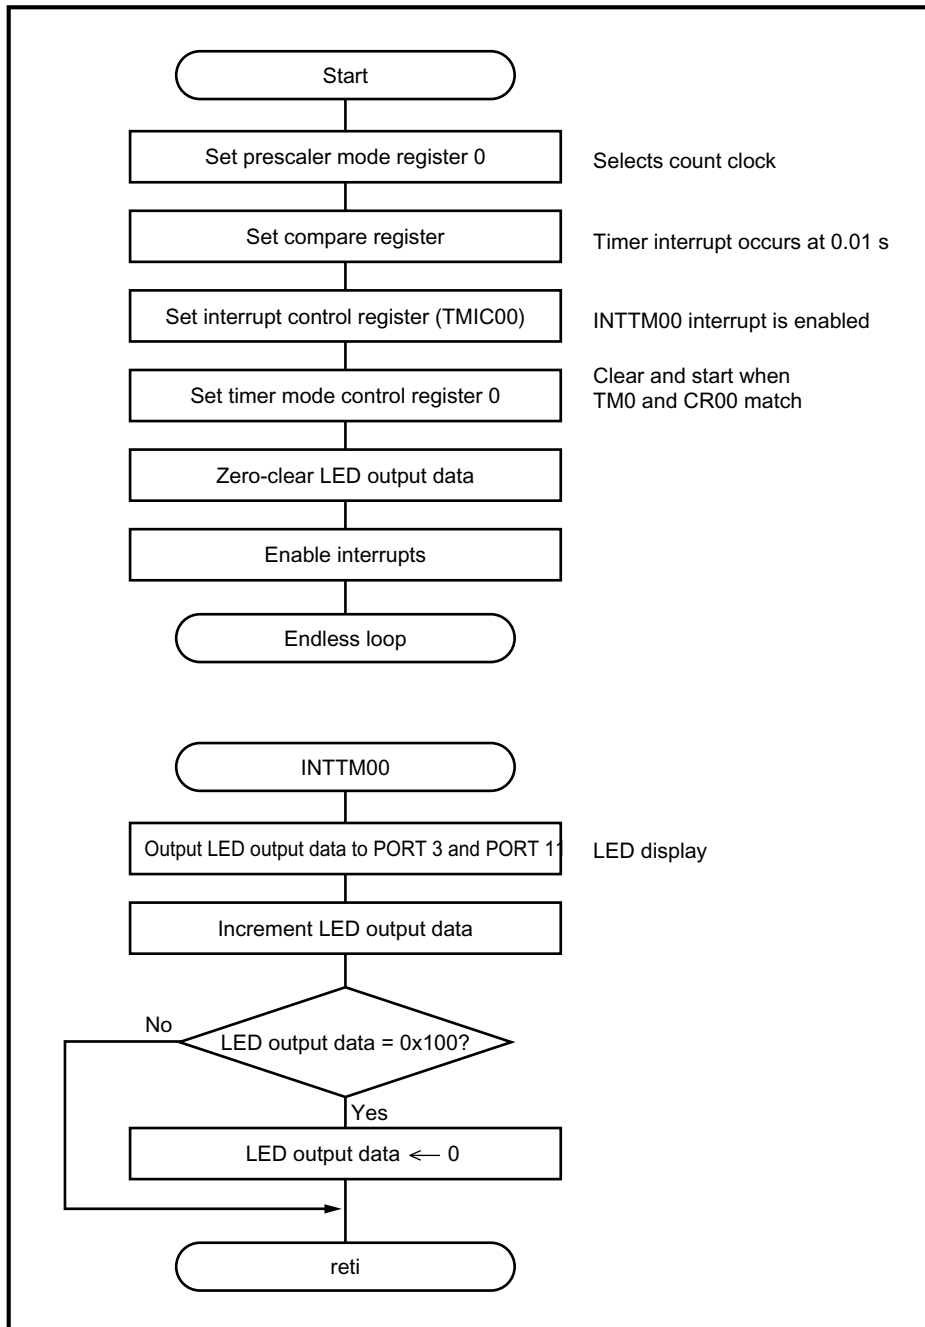 Start
Set prescaler mode register 0
Selects count clock
Set compare register
Timer interrupt occurs at 0.01 s
Set interrupt control register (TMIC00)
INTTM00 interrupt is enabled
Set timer mode control register 0
Clear and start when
TM0 and CR00 match
Zero-clear LED output data
Enable interrupts
Endless loop
INTTM00
Output LED output data to PORT 3 and PORT 11
LED display
Increment LED output data
No
LED output data = 0x100?
Yes
LED output data ← 0
reti